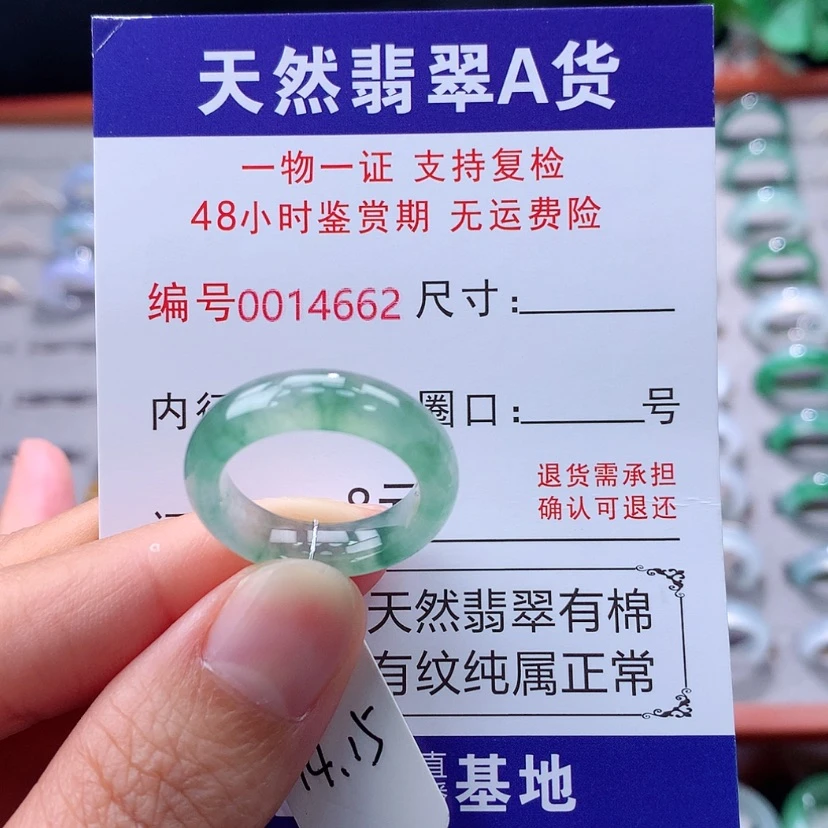 天然翡翠A货
一物一证 支持复检
48小时鉴赏期 无运费险
编号0014662 尺寸:
内 圈口: 号
退货需承担
确认可退还
天然翡翠有棉
有纹纯属正常
14.15
基地